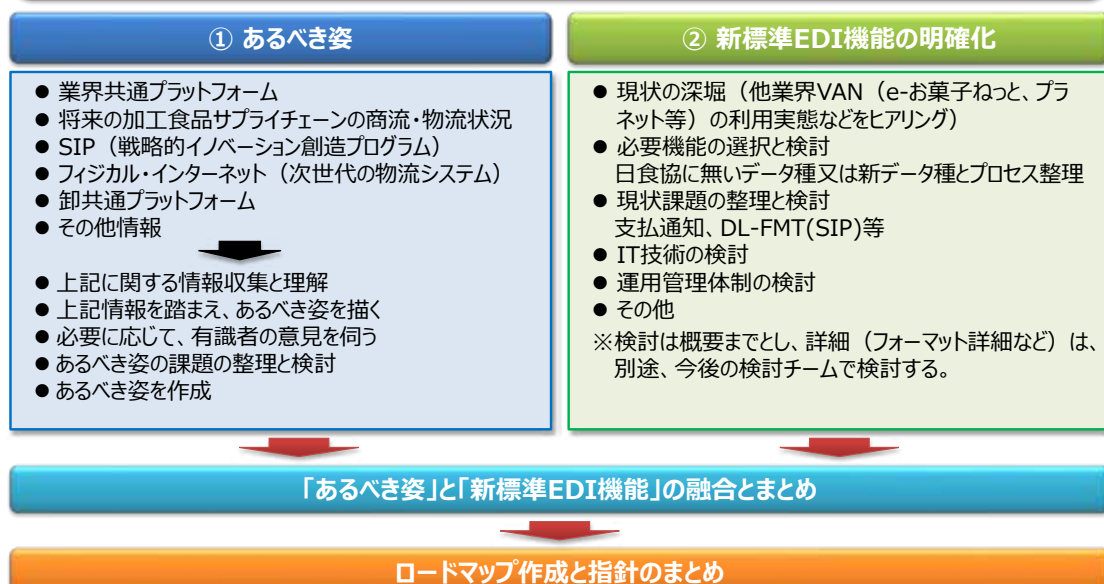 ① あるべき姿
● 業界共通プラットフォーム
● 将来の加工食品サプライチェーンの商流・物流状況
● SIP（戦略的イノベーション創造プログラム）
● フィジカル・インターネット（次世代の物流システム）
● 卸共通プラットフォーム
● その他情報
● 上記に関する情報収集と理解
● 上記情報を踏まえ、あるべき姿を描く
● 必要に応じて、有識者の意見を伺う
● あるべき姿の課題の整理と検討
● あるべき姿を作成
② 新標準EDI機能の明確化
● 現状の深堀（他業界VAN（e-お菓子ねっと、プラ
ネット等）の利用実態などをヒアリング）
● 必要機能の選択と検討
日食協に無いデータ種又は新データ種とプロセス整理
● 現状課題の整理と検討
支払通知、DL-FMT(SIP)等
● IT技術の検討
● 運用管理体制の検討
● その他
※検討は概要までとし、詳細（フォーマット詳細など）は、
別途、今後の検討チームで検討する。
「あるべき姿」と「新標準EDI機能」の融合とまとめ
ロードマップ作成と指針のまとめ